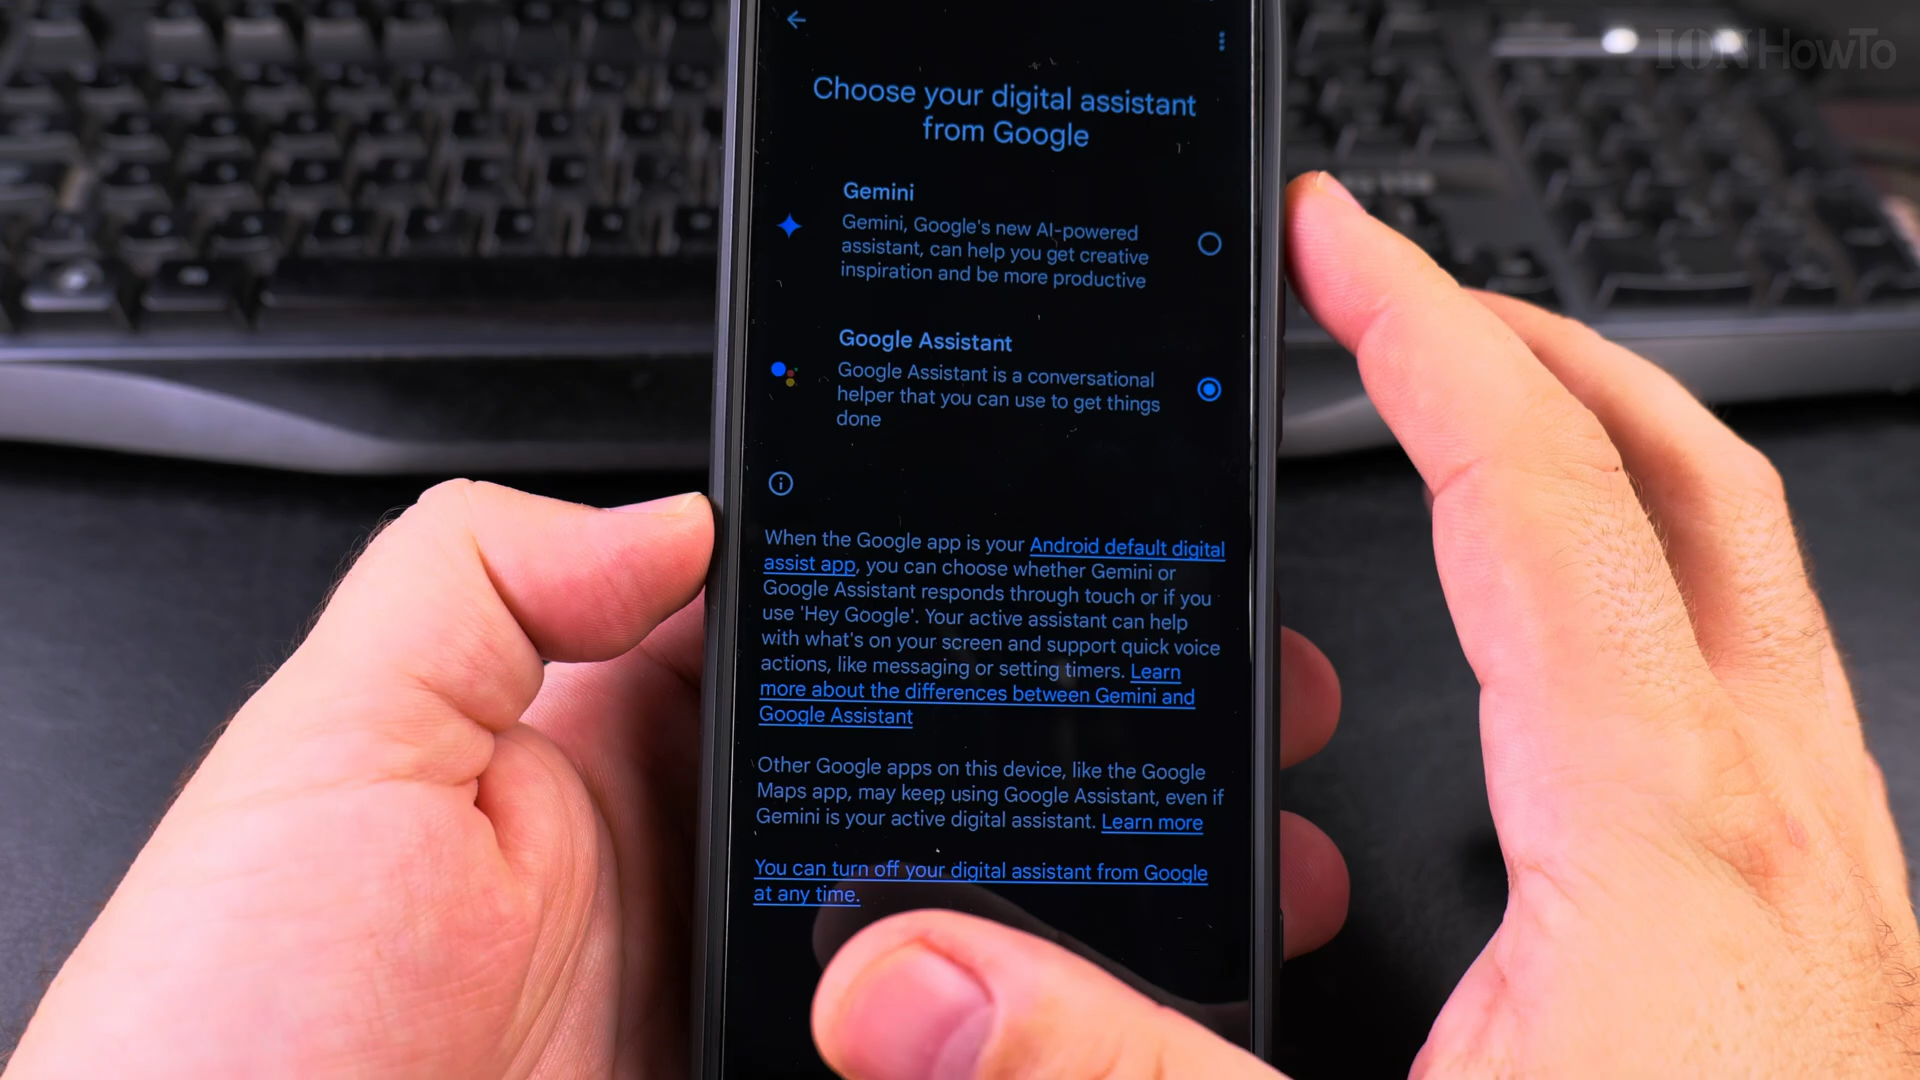 ION HowTo
Choose your digital assistant
from Google
Gemini
Gemini, Google's new AI-powered
assistant, can help you get creative
inspiration and be more productive
Google Assistant
Google Assistant is a conversational
helper that you can use to get things
done
When the Google app is your Android default digital
assist app, you can choose whether Gemini or
Google Assistant responds through touch or if you
use 'Hey Google'. Your active assistant can help
with what's on your screen and support quick voice
actions, like messaging or setting timers. Learn
more about the differences between Gemini and
Google Assistant
Other Google apps on this device, like the Google
Maps app, may keep using Google Assistant, even if
Gemini is your active digital assistant. Learn more
You can turn off your digital assistant from Google
at any time.